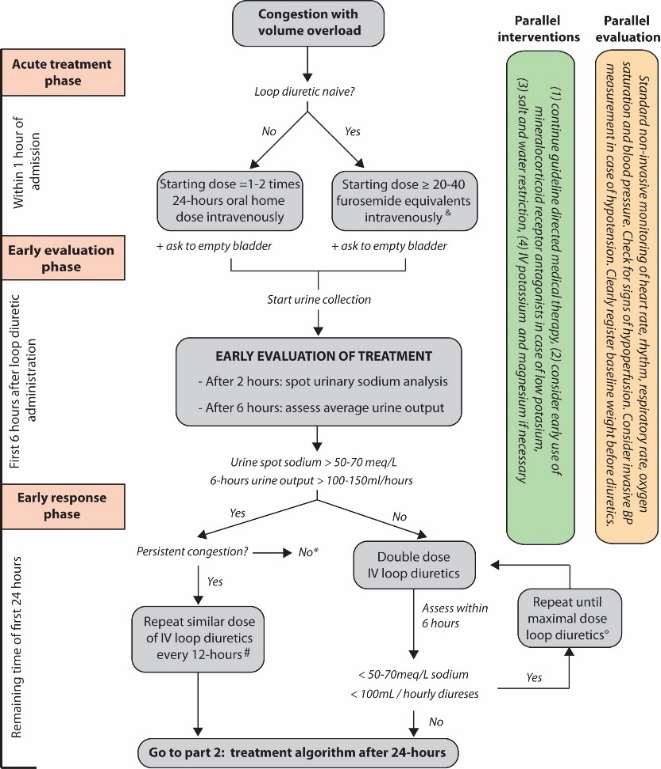 Congestion with
volume overload
Parallel
interventions
Parallel
evaluation
Acute treatment
phase
Within 1 hour of
admission
Loop diuretic naive?
No
Yes
Starting dose =1-2 times
24-hours oral home
dose intravenously
Starting dose ≥ 20-40
furosemide equivalents
intravenously &
+ ask to empty bladder
+ ask to empty bladder
(1) continue guideline directed medical therapy, (2) consider early use of
mineralocorticoid receptor antagonists in case of low potasium,
(3) salt and water restriction, (4) IV potassium and magnesium if necessary
Standard non-invasive monitoring of heart rate, rhythm, respiratory rate, oxygen
saturation and blood pressure. Check for signs of hypoperfusion. Consider invasive BP
measurement in case of hypotension. Clearly register baseline weight before diuretics.
Early evaluation
phase
First 6 hours after loop diuretic
administration
Start urine collection
EARLY EVALUATION OF TREATMENT
- After 2 hours: spot urinary sodium analysis
- After 6 hours: assess average urine output
Urine spot sodium > 50-70 meq/L
6-hours urine output > 100-150ml/hours
Early response
phase
Remaining time of first 24 hours
Yes
No
Persistent congestion?
No*
Yes
Repeat similar dose
of IV loop diuretics
every 12-hours #
Double dose
IV loop diuretics
Assess within
6 hours
Repeat until
maximal dose
loop diuretics°
< 50-70meq/L sodium
< 100mL / hourly diureses
Yes
No
Go to part 2: treatment algorithm after 24-hours